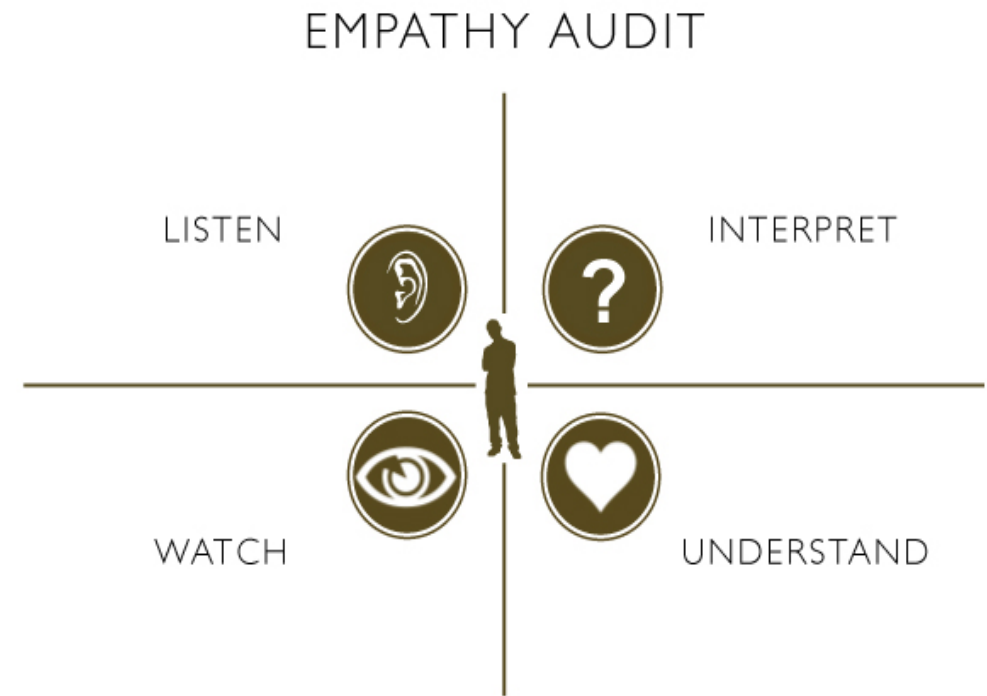 EMPATHY AUDIT
LISTEN
INTERPRET
?
WATCH
UNDERSTAND